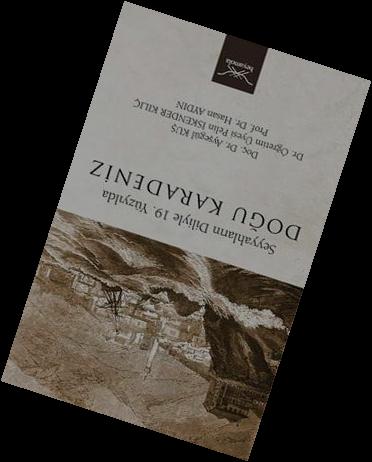 Seyyahların Diliyle 19. Yüzyılda
DOĞU KARADENİZ
Doç. Dr. Ayşegül KUŞ
Dr. Öğretim Üyesi Pelin İSKENDER KILIÇ
Prof. Dr. Hasan AYDIN
heyamola